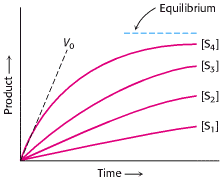 Equilibrium
V₀
[S₄]
[S₃]
[S₂]
[S₁]
Product →
Time →